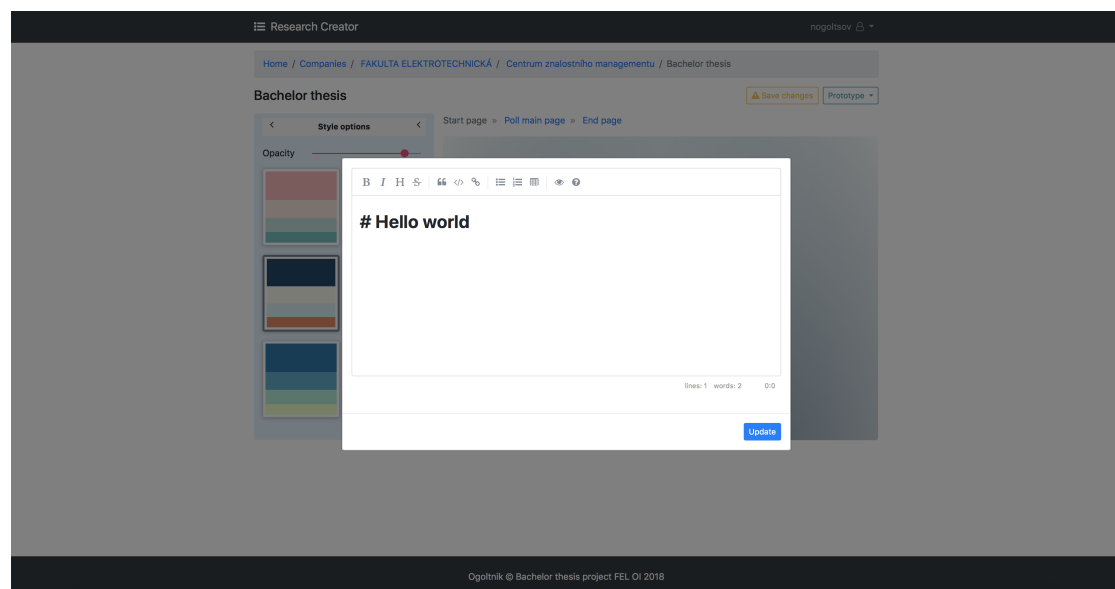 Research Creator
nogoltsov
Home / Companies / FAKULTA ELEKTROTECHNICKÁ / Centrum znalostního managementu / Bachelor thesis
Bachelor thesis
Save changes
Prototype
Style options
Start page » Poll main page » End page
Opacity
B I H S
# Hello world
lines: 1 words: 2 0:0
Update
Ogoltnik © Bachelor thesis project FEL OI 2018